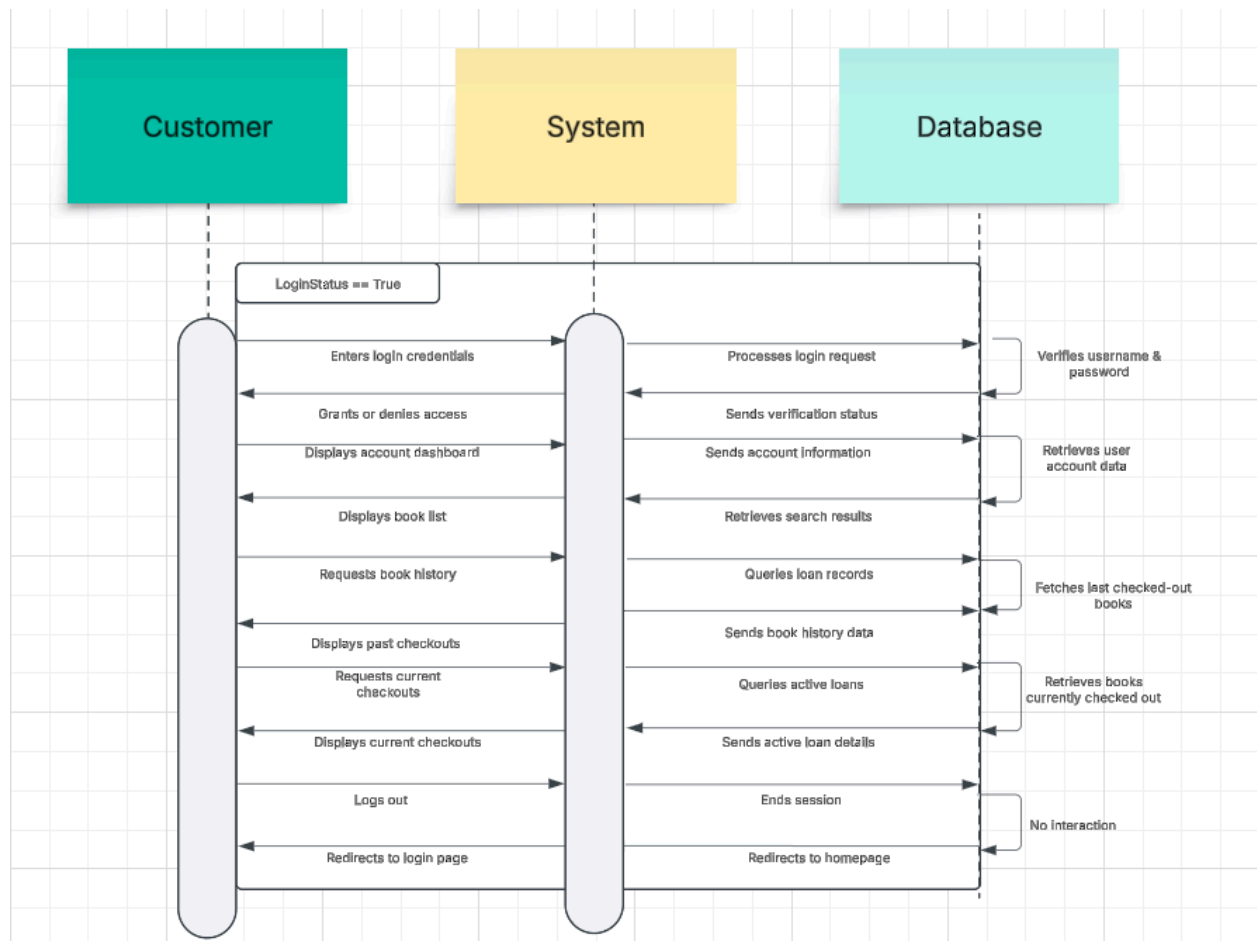 Customer
System
Database
LoginStatus == True
Enters login credentials
Processes login request
Verifies username &
password
Grants or denies access
Sends verification status
Displays account dashboard
Sends account information
Retrieves user
account data
Displays book list
Retrieves search results
Requests book history
Queries loan records
Fetches last checked-out
books
Displays past checkouts
Sends book history data
Requests current
checkouts
Queries active loans
Retrieves books
currently checked out
Displays current checkouts
Sends active loan details
Logs out
Ends session
No interaction
Redirects to login page
Redirects to homepage